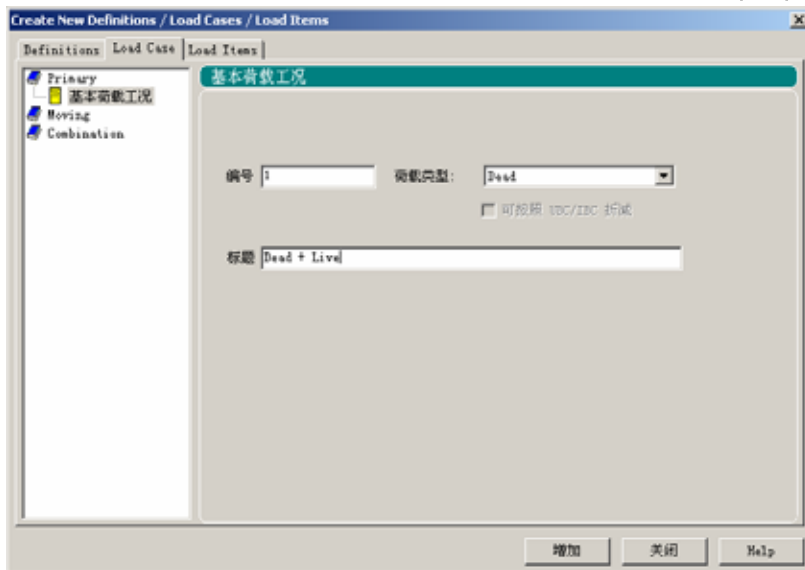 Create New Definitions / Load Cases / Load Items
Definitions Load Case Load Items
Primary
基本荷载工况
Moving
Combination
基本荷载工况
编号 1 荷载类型: Dead
可按照 UBC/IBC 折减
标题 Dead + Live
增加 关闭 Help